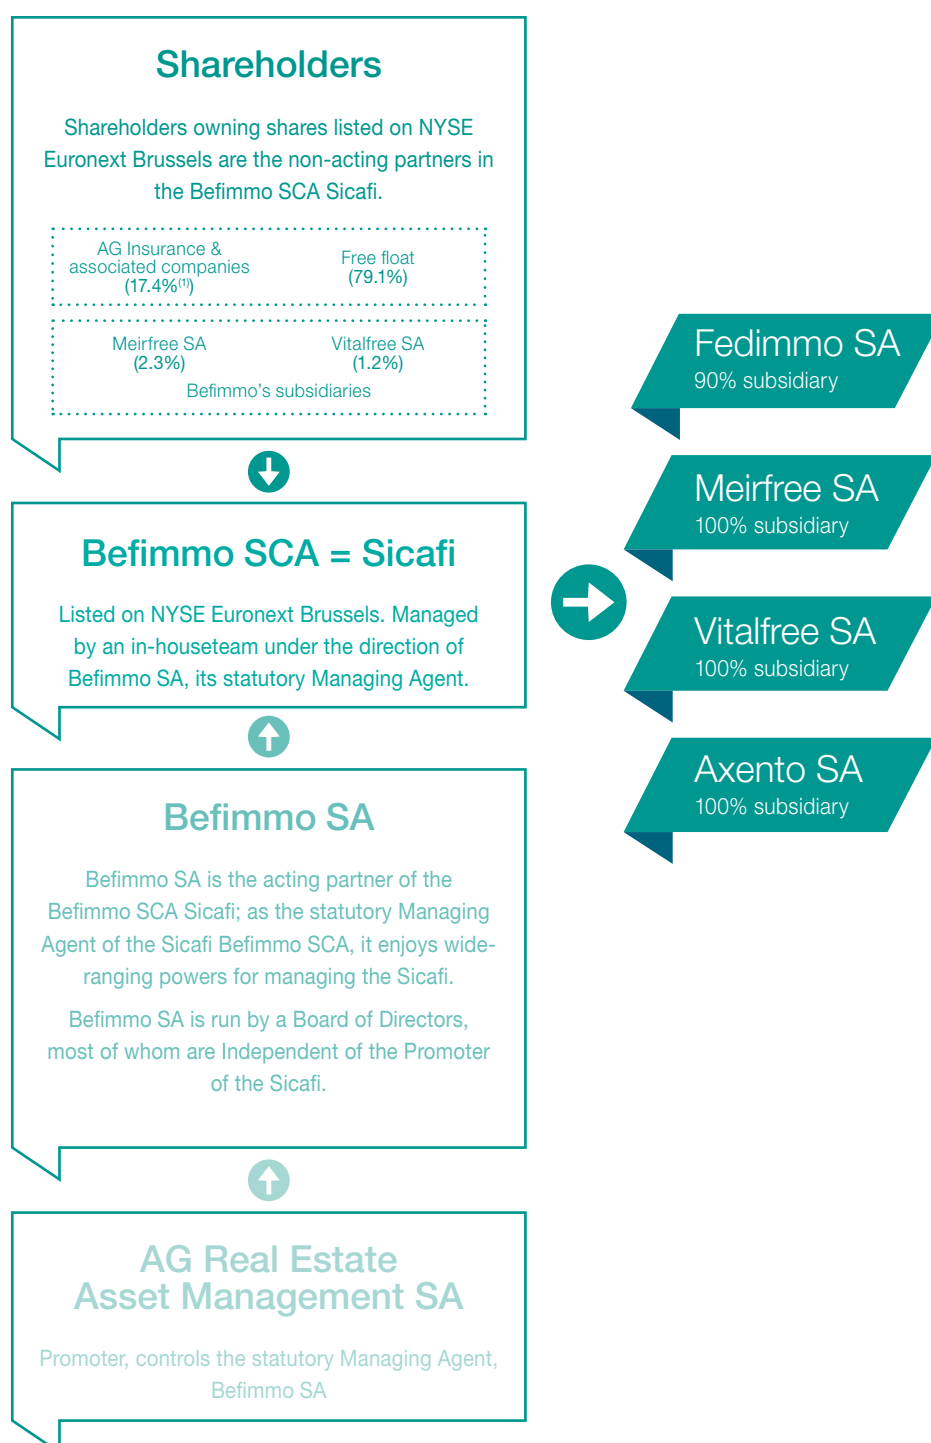 Shareholders
Shareholders owning shares listed on NYSE
Euronext Brussels are the non-acting partners in
the Befimmo SCA Sicafi.
AG Insurance &
associated companies
(17.4%(1))
Free float
(79.1%)
Meirfree SA
(2.3%)
Vitalfree SA
(1.2%)
Befimmo's subsidiaries
Befimmo SCA = Sicafi
Listed on NYSE Euronext Brussels. Managed
by an in-houseteam under the direction of
Befimmo SA, its statutory Managing Agent.
Befimmo SA
Befimmo SA is the acting partner of the
Befimmo SCA Sicafi; as the statutory Managing
Agent of the Sicafi Befimmo SCA, it enjoys wide-
ranging powers for managing the Sicafi.
Befimmo SA is run by a Board of Directors,
most of whom are Independent of the Promoter
of the Sicafi.
AG Real Estate
Asset Management SA
Promoter, controls the statutory Managing Agent,
Befimmo SA
Fedimmo SA
90% subsidiary
Meirfree SA
100% subsidiary
Vitalfree SA
100% subsidiary
Axento SA
100% subsidiary